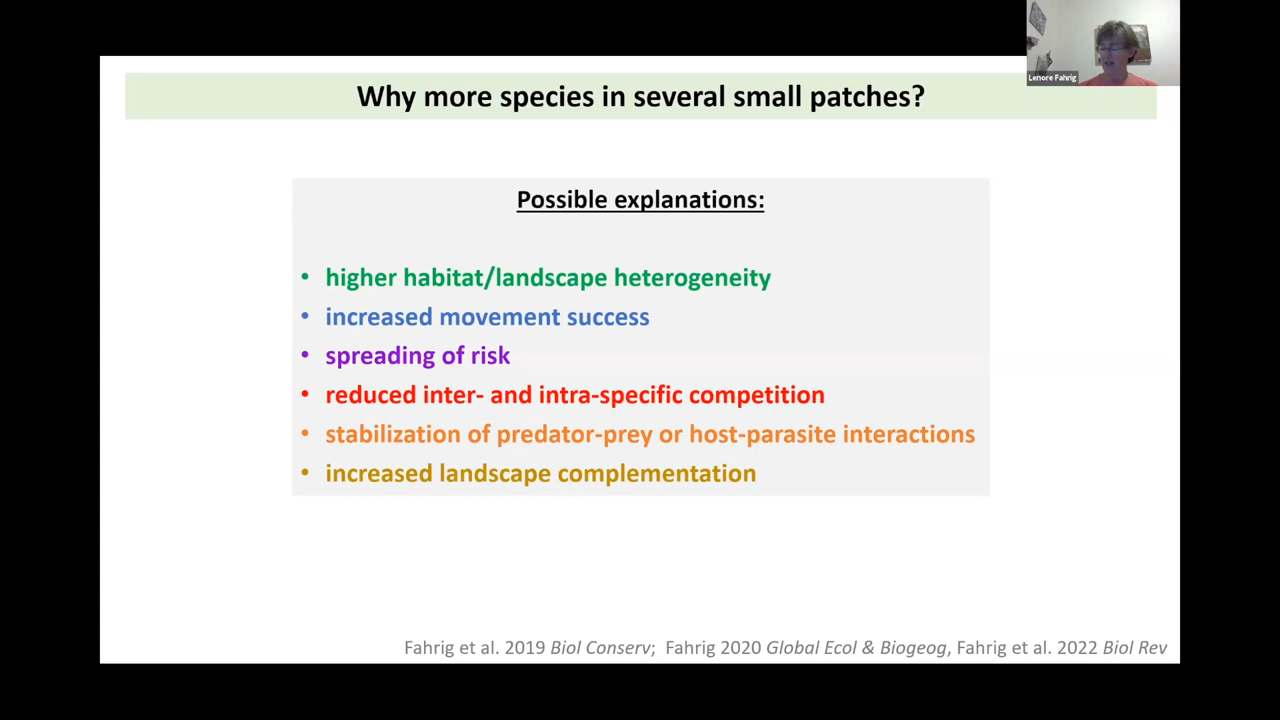 Lenore Fahrig
Why more species in several small patches?
Possible explanations:
• higher habitat/landscape heterogeneity
• increased movement success
• spreading of risk
• reduced inter- and intra-specific competition
• stabilization of predator-prey or host-parasite interactions
• increased landscape complementation
Fahrig et al. 2019 Biol Conserv; Fahrig 2020 Global Ecol & Biogeog, Fahrig et al. 2022 Biol Rev